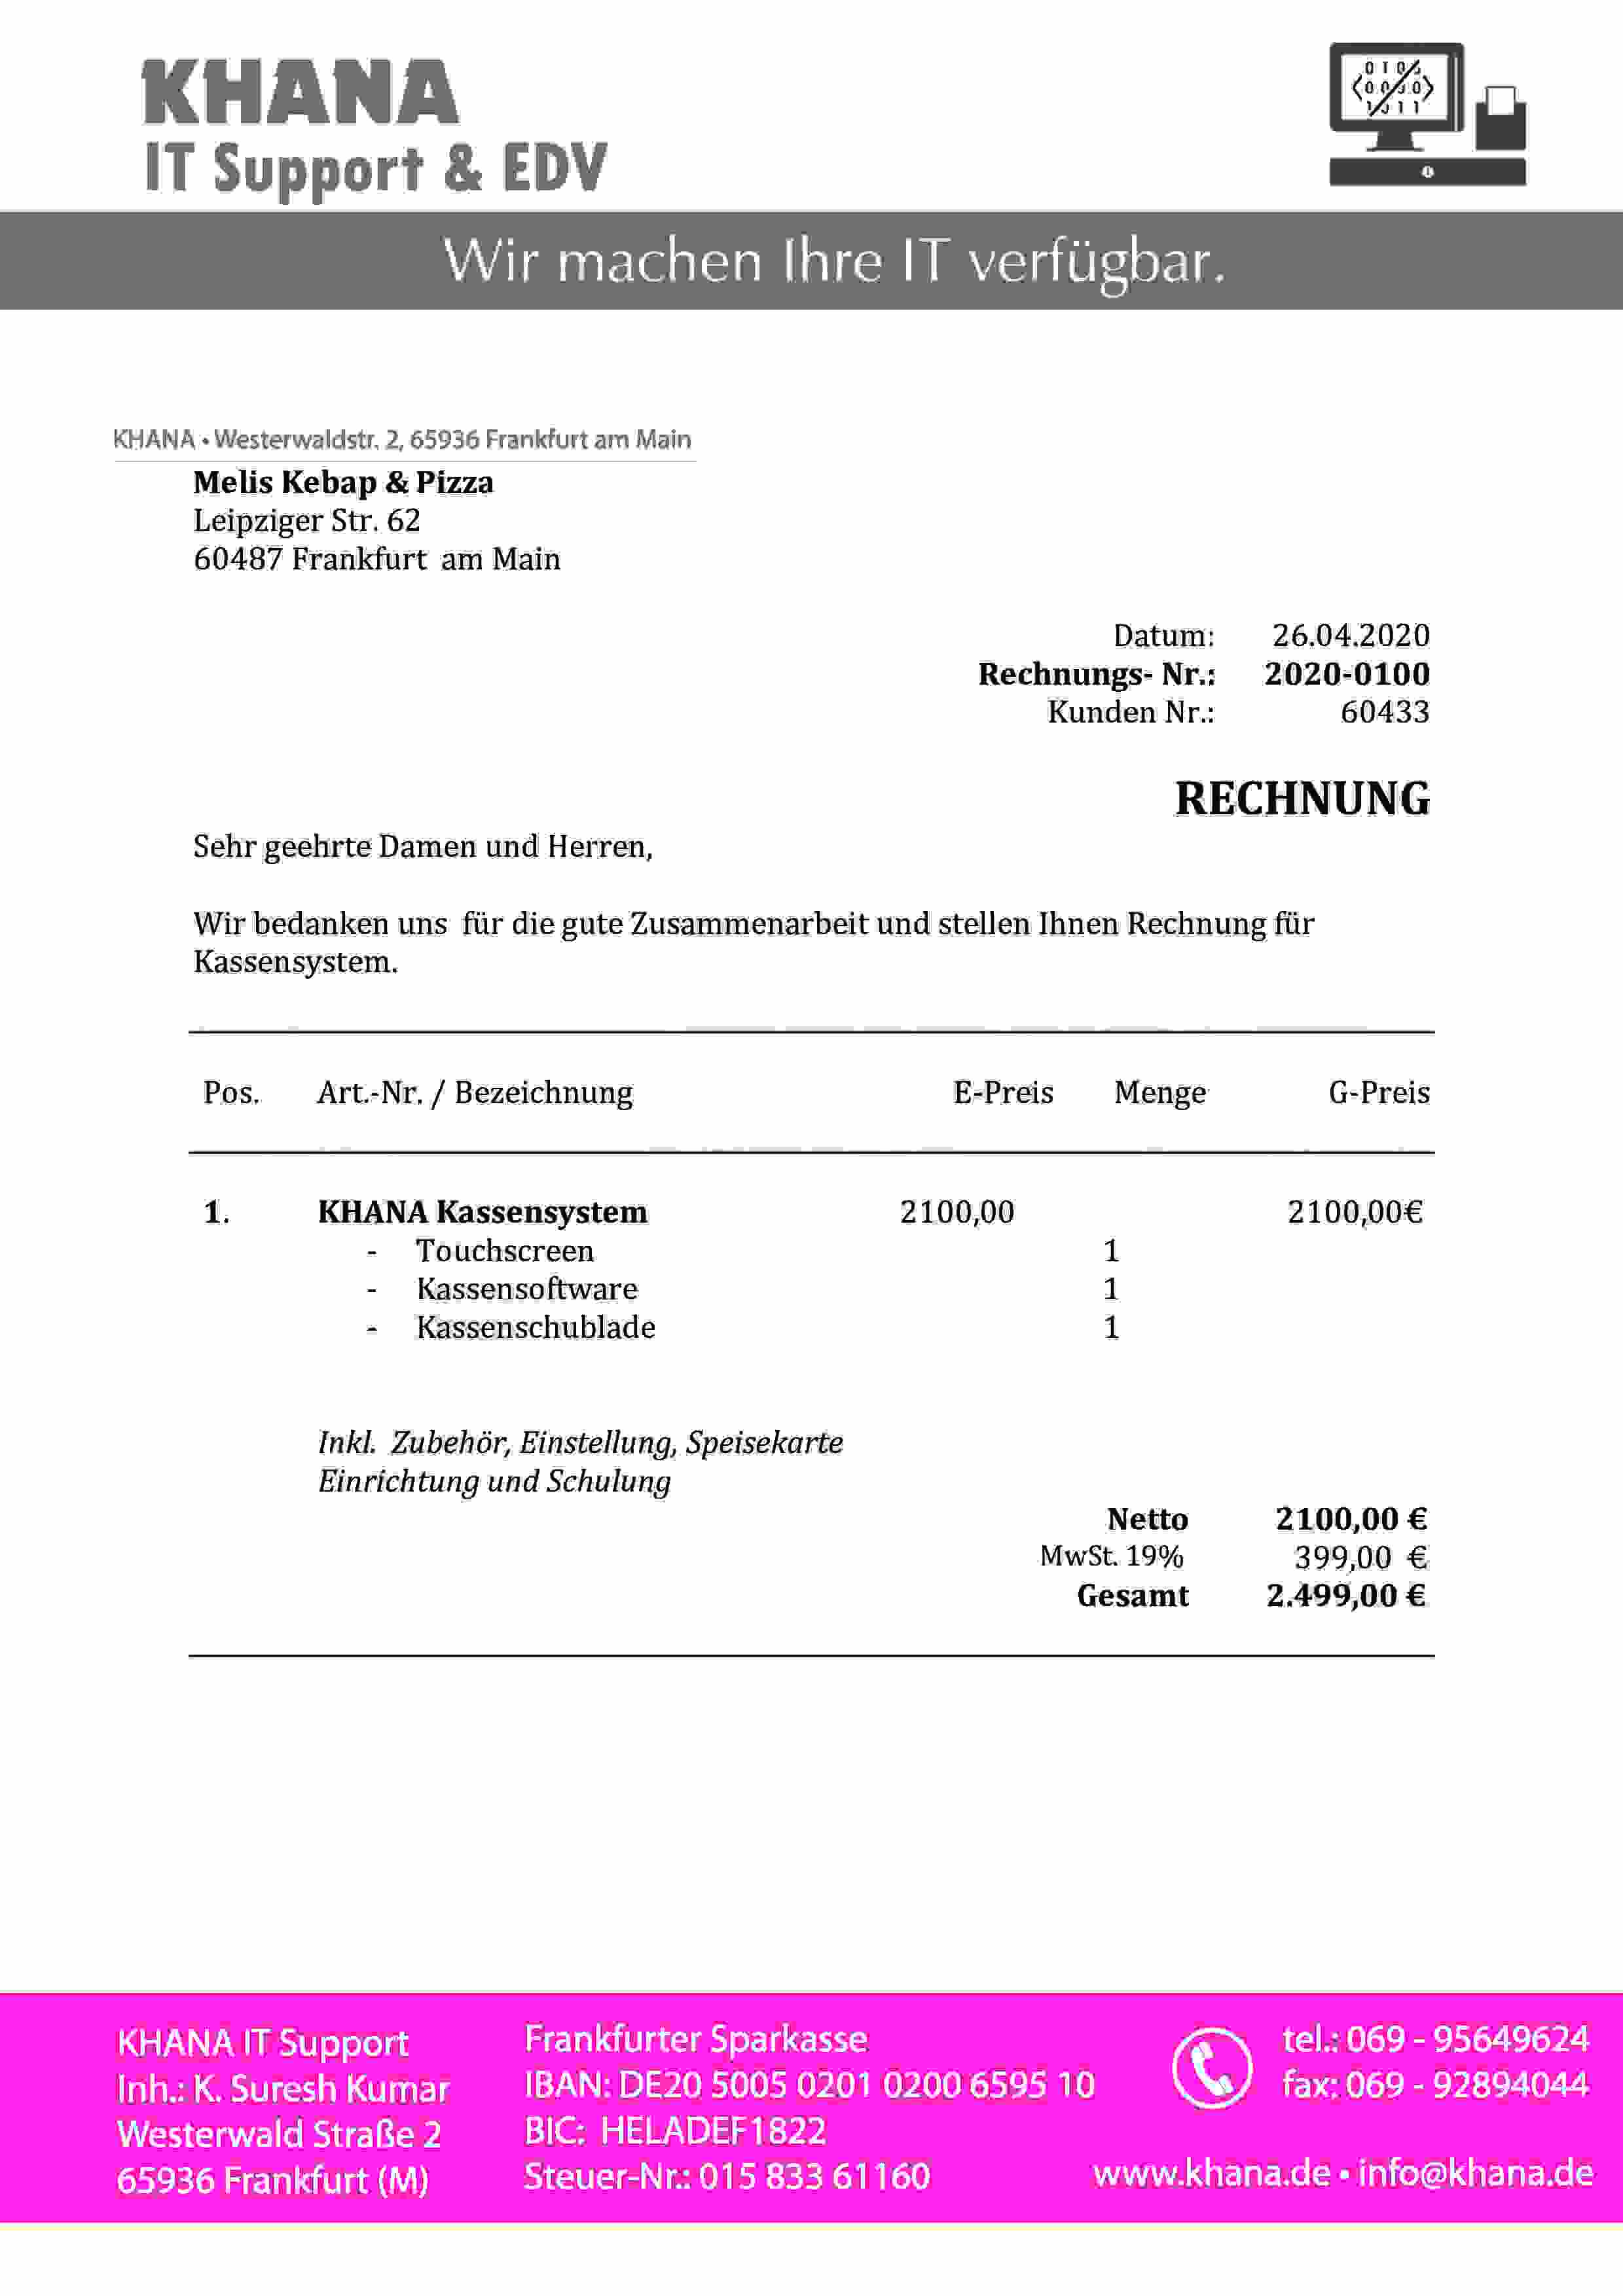 KHANA
IT Support & EDV
Wir machen Ihre IT verfügbar.
KHANA • Westerwaldstr. 2, 65936 Frankfurt am Main
Melis Kebap & Pizza
Leipziger Str. 62
60487 Frankfurt am Main
Datum: 26.04.2020
Rechnungs- Nr.: 2020-0100
Kunden Nr.: 60433
RECHNUNG
Sehr geehrte Damen und Herren,
Wir bedanken uns für die gute Zusammenarbeit und stellen Ihnen Rechnung für
Kassensystem.
Pos. Art.-Nr. / Bezeichnung E-Preis Menge G-Preis
1. KHANA Kassensystem 2100,00 2100,00€
- Touchscreen 1
- Kassensoftware 1
- Kassenschublade 1
Inkl. Zubehör, Einstellung, Speisekarte
Einrichtung und Schulung
Netto 2100,00 €
MwSt. 19% 399,00 €
Gesamt 2.499,00 €
KHANA IT Support
Inh.: K. Suresh Kumar
Westerwald Straße 2
65936 Frankfurt (M)
Frankfurter Sparkasse
IBAN: DE20 5005 0201 0200 6595 10
BIC: HELADEF1822
Steuer-Nr.: 015 833 61160
tel.: 069 - 95649624
fax: 069 - 92894044
www.khana.de • info@khana.de